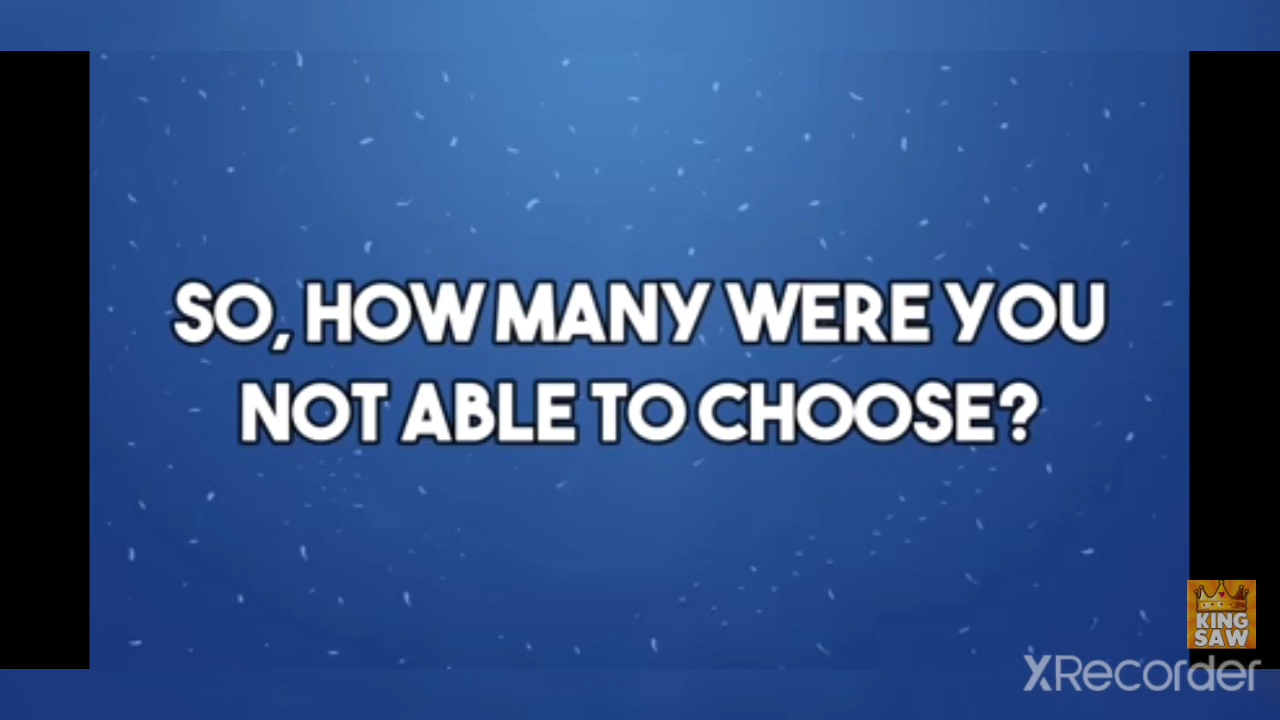 SO, HOW MANY WERE YOU
NOT ABLE TO CHOOSE?
KING
SAW
XRecorder